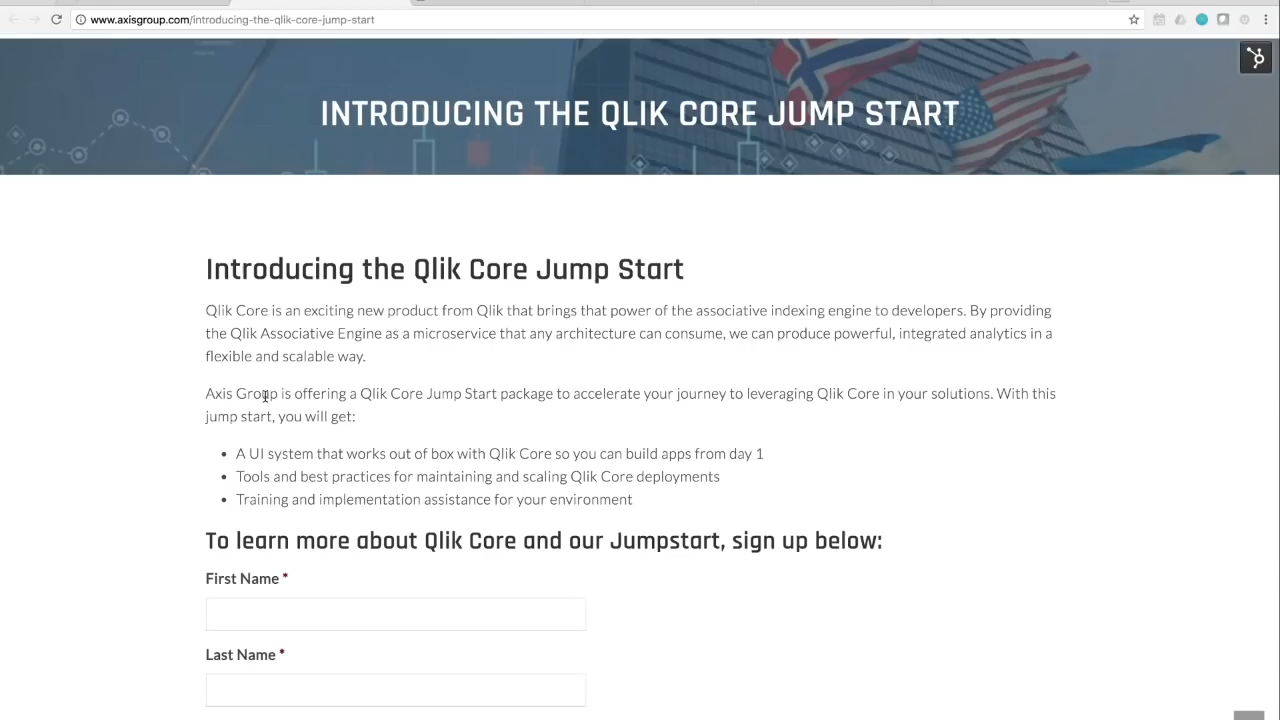 www.axisgroup.com/introducing-the-qlik-core-jump-start
INTRODUCING THE QLIK CORE JUMP START
Introducing the Qlik Core Jump Start
Qlik Core is an exciting new product from Qlik that brings that power of the associative indexing engine to developers. By providing
the Qlik Associative Engine as a microservice that any architecture can consume, we can produce powerful, integrated analytics in a
flexible and scalable way.
Axis Group is offering a Qlik Core Jump Start package to accelerate your journey to leveraging Qlik Core in your solutions. With this
jump start, you will get:
• A UI system that works out of box with Qlik Core so you can build apps from day 1
• Tools and best practices for maintaining and scaling Qlik Core deployments
• Training and implementation assistance for your environment
To learn more about Qlik Core and our Jumpstart, sign up below:
First Name *
Last Name *